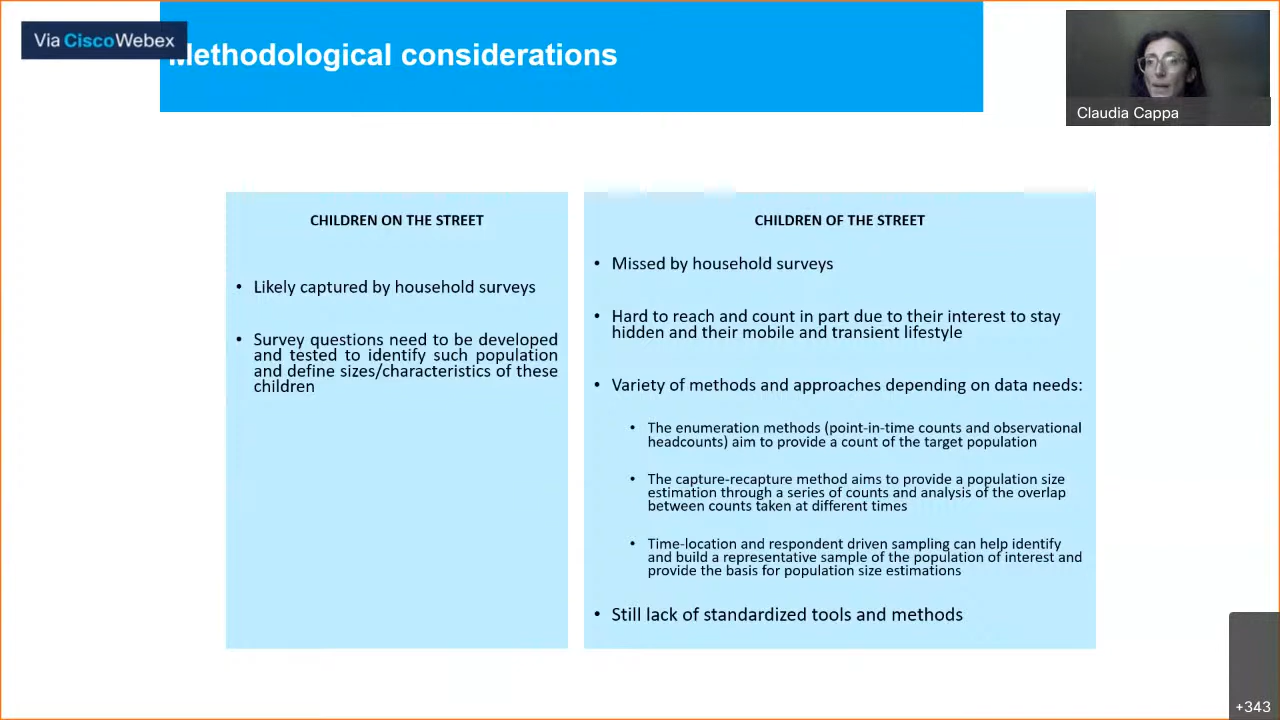 Via Cisco Webex
Methodological considerations
Claudia Cappa
CHILDREN ON THE STREET
• Likely captured by household surveys
• Survey questions need to be developed
and tested to identify such population
and define sizes/characteristics of these
children
CHILDREN OF THE STREET
• Missed by household surveys
• Hard to reach and count in part due to their interest to stay
hidden and their mobile and transient lifestyle
• Variety of methods and approaches depending on data needs:
• The enumeration methods (point-in-time counts and observational
headcounts) aim to provide a count of the target population
• The capture-recapture method aims to provide a population size
estimation through a series of counts and analysis of the overlap
between counts taken at different times
• Time-location and respondent driven sampling can help identify
and build a representative sample of the population of interest and
provide the basis for population size estimations
• Still lack of standardized tools and methods
+343